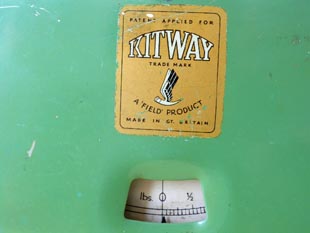 PATENT APPLIED FOR
KITWAY
TRADE MARK
A 'FIELD' PRODUCT
MADE IN GT. BRITAIN
lbs. 0 ½